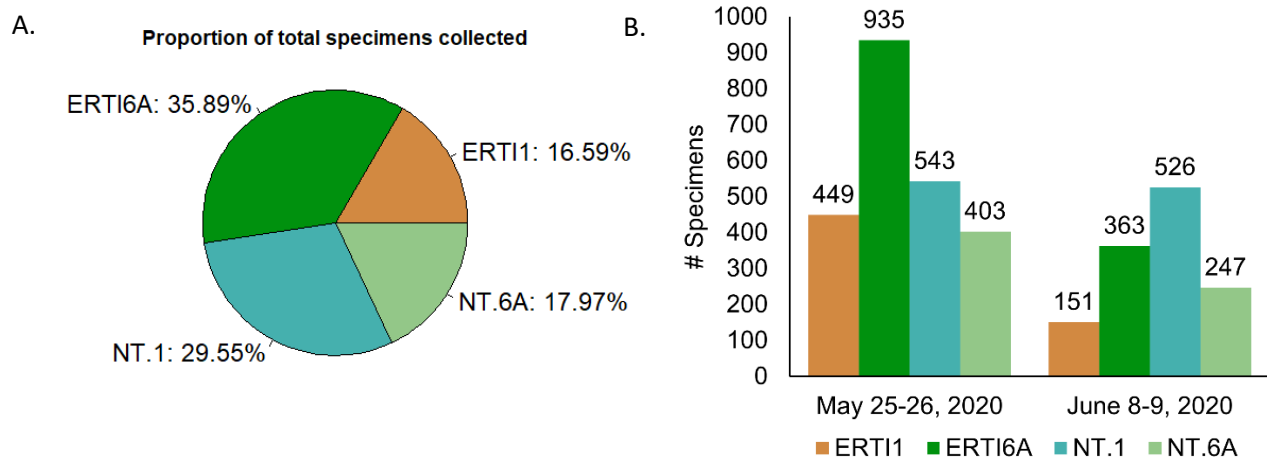 A.
Proportion of total specimens collected
ERTI6A: 35.89%
ERTI1: 16.59%
NT.6A: 17.97%
NT.1: 29.55%
B.
# Specimens
1000
900
800
700
600
500
400
300
200
100
0
449
935
543
403
151
363
526
247
May 25-26, 2020
June 8-9, 2020
ERTI1 ERTI6A NT.1 NT.6A